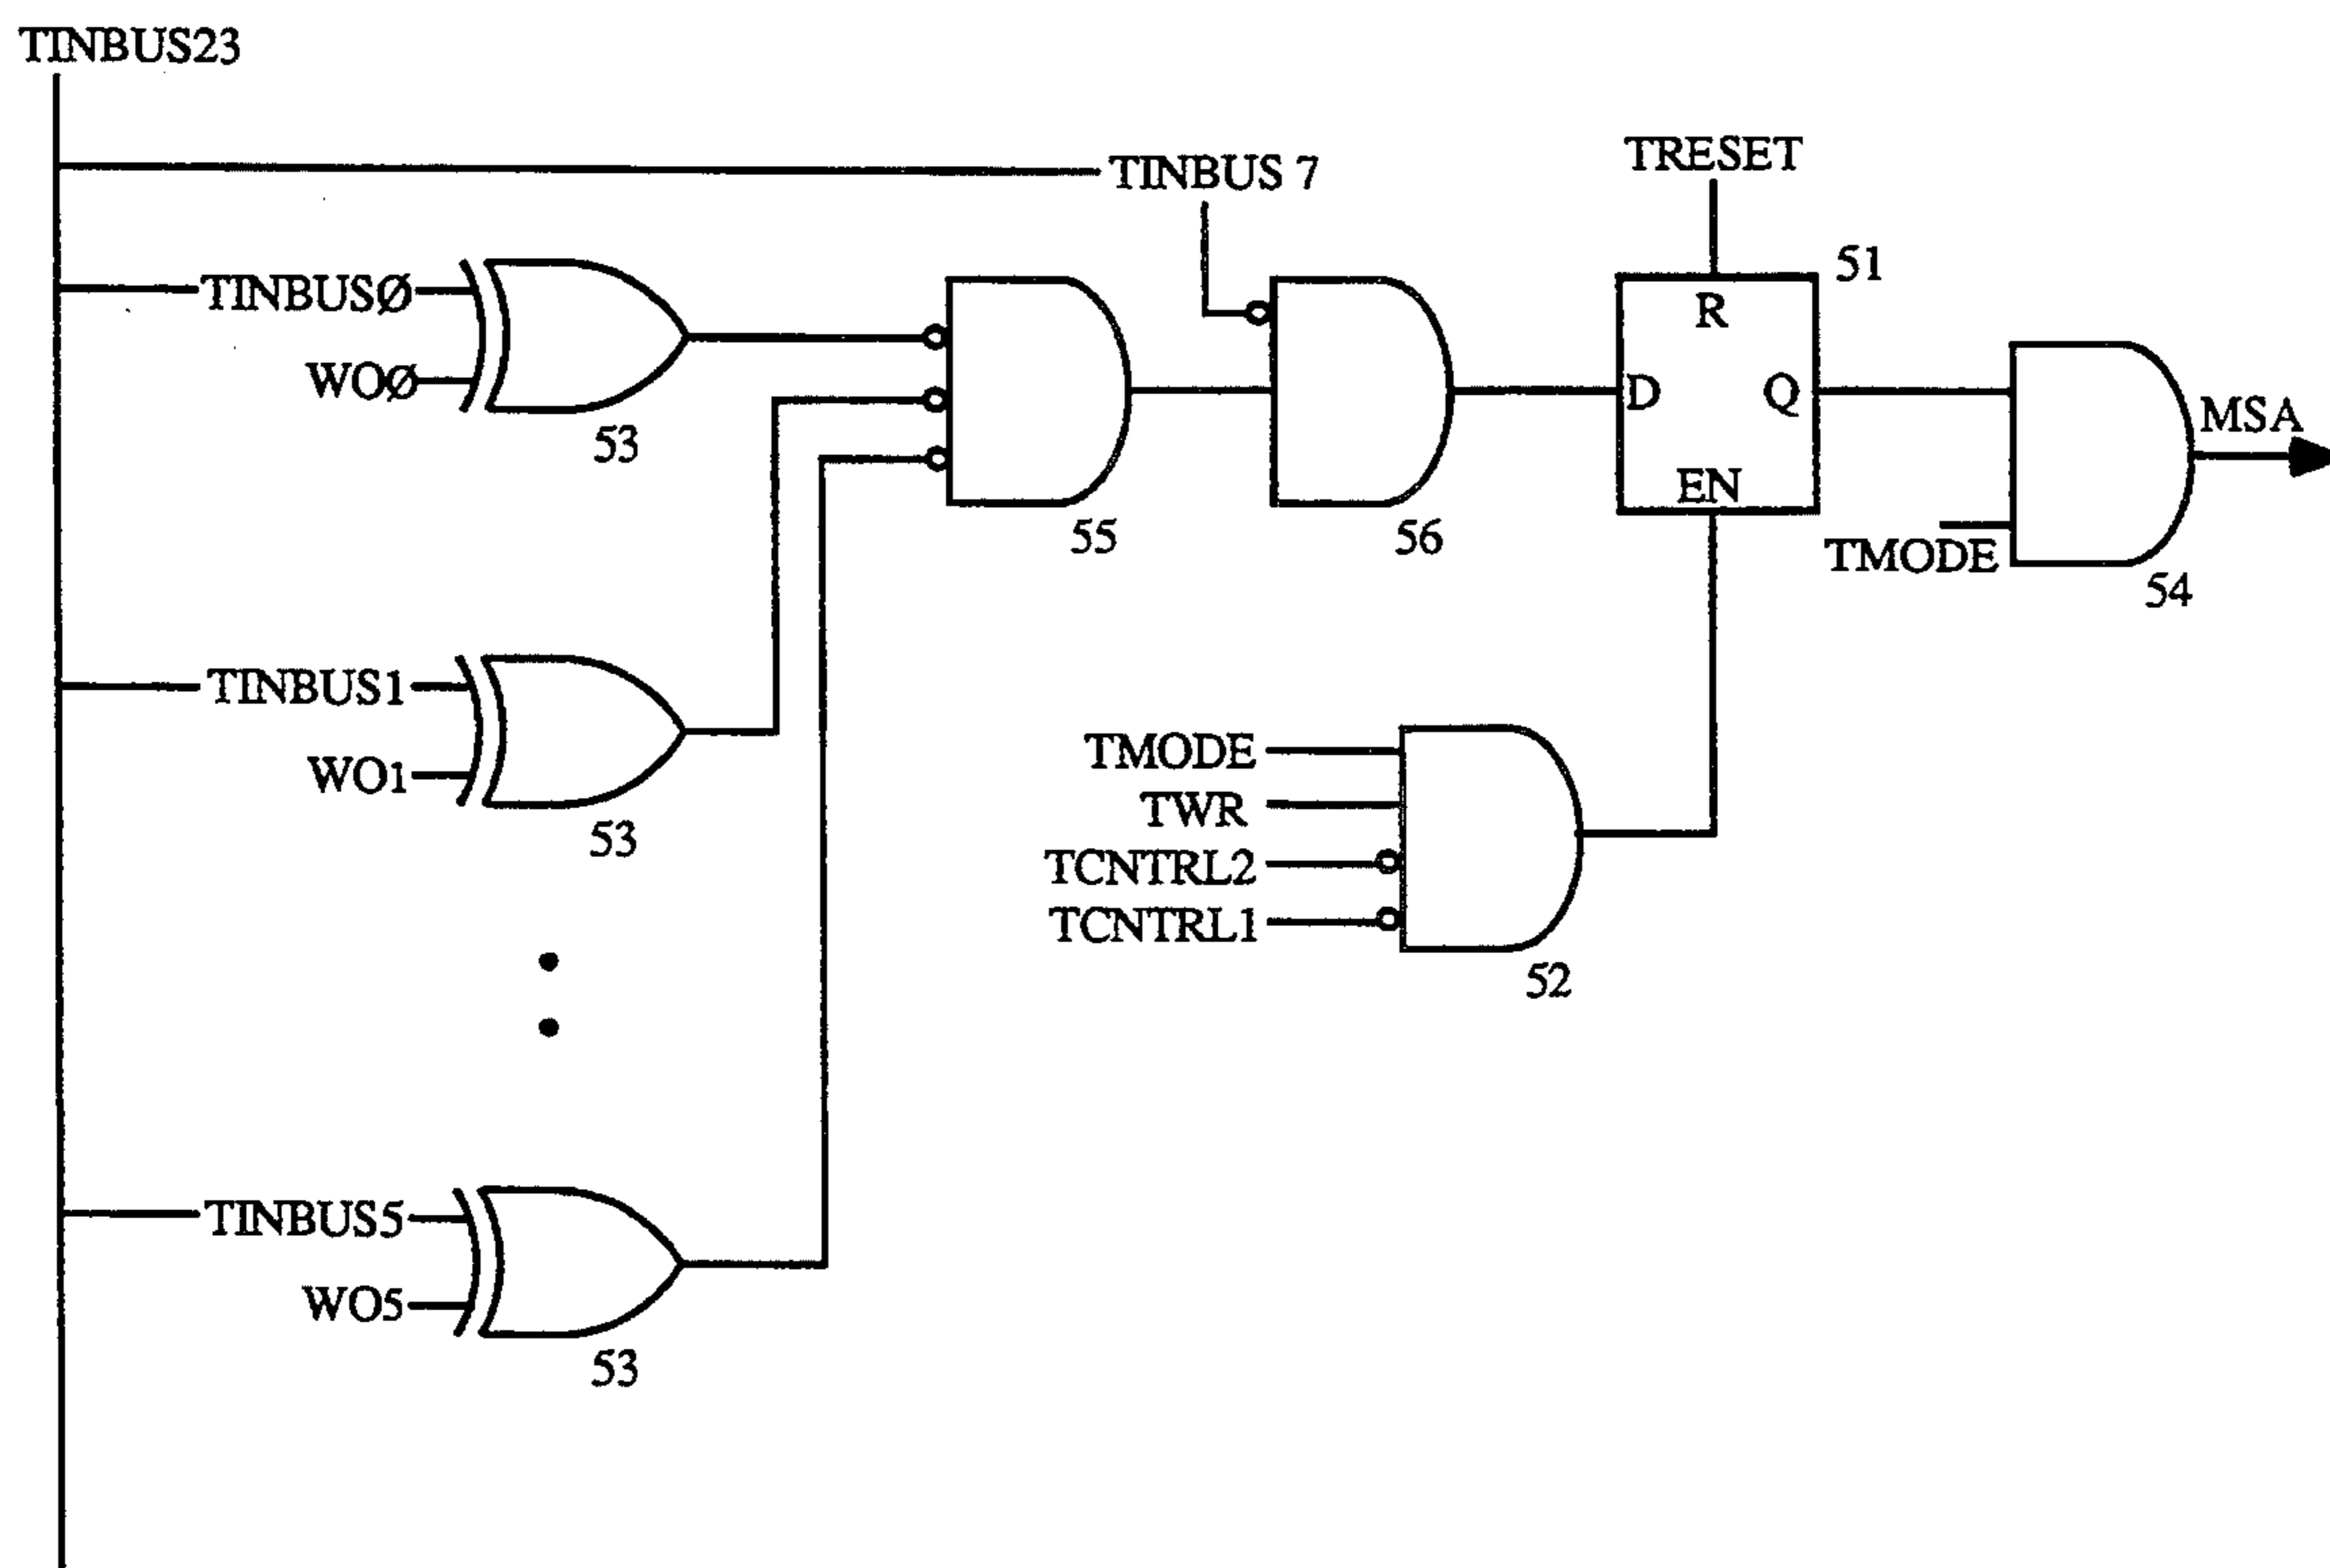 TINBUS23
TINBUS 7
TRESET
51
TINBUSØ
R
WOØ
D
Q
MSA
53
EN
55
56
TMODE
54
TINBUS1
WO1
TMODE
TWR
53
TCNTRL2
TCNTRL1
52
TINBUS5
WO5
53